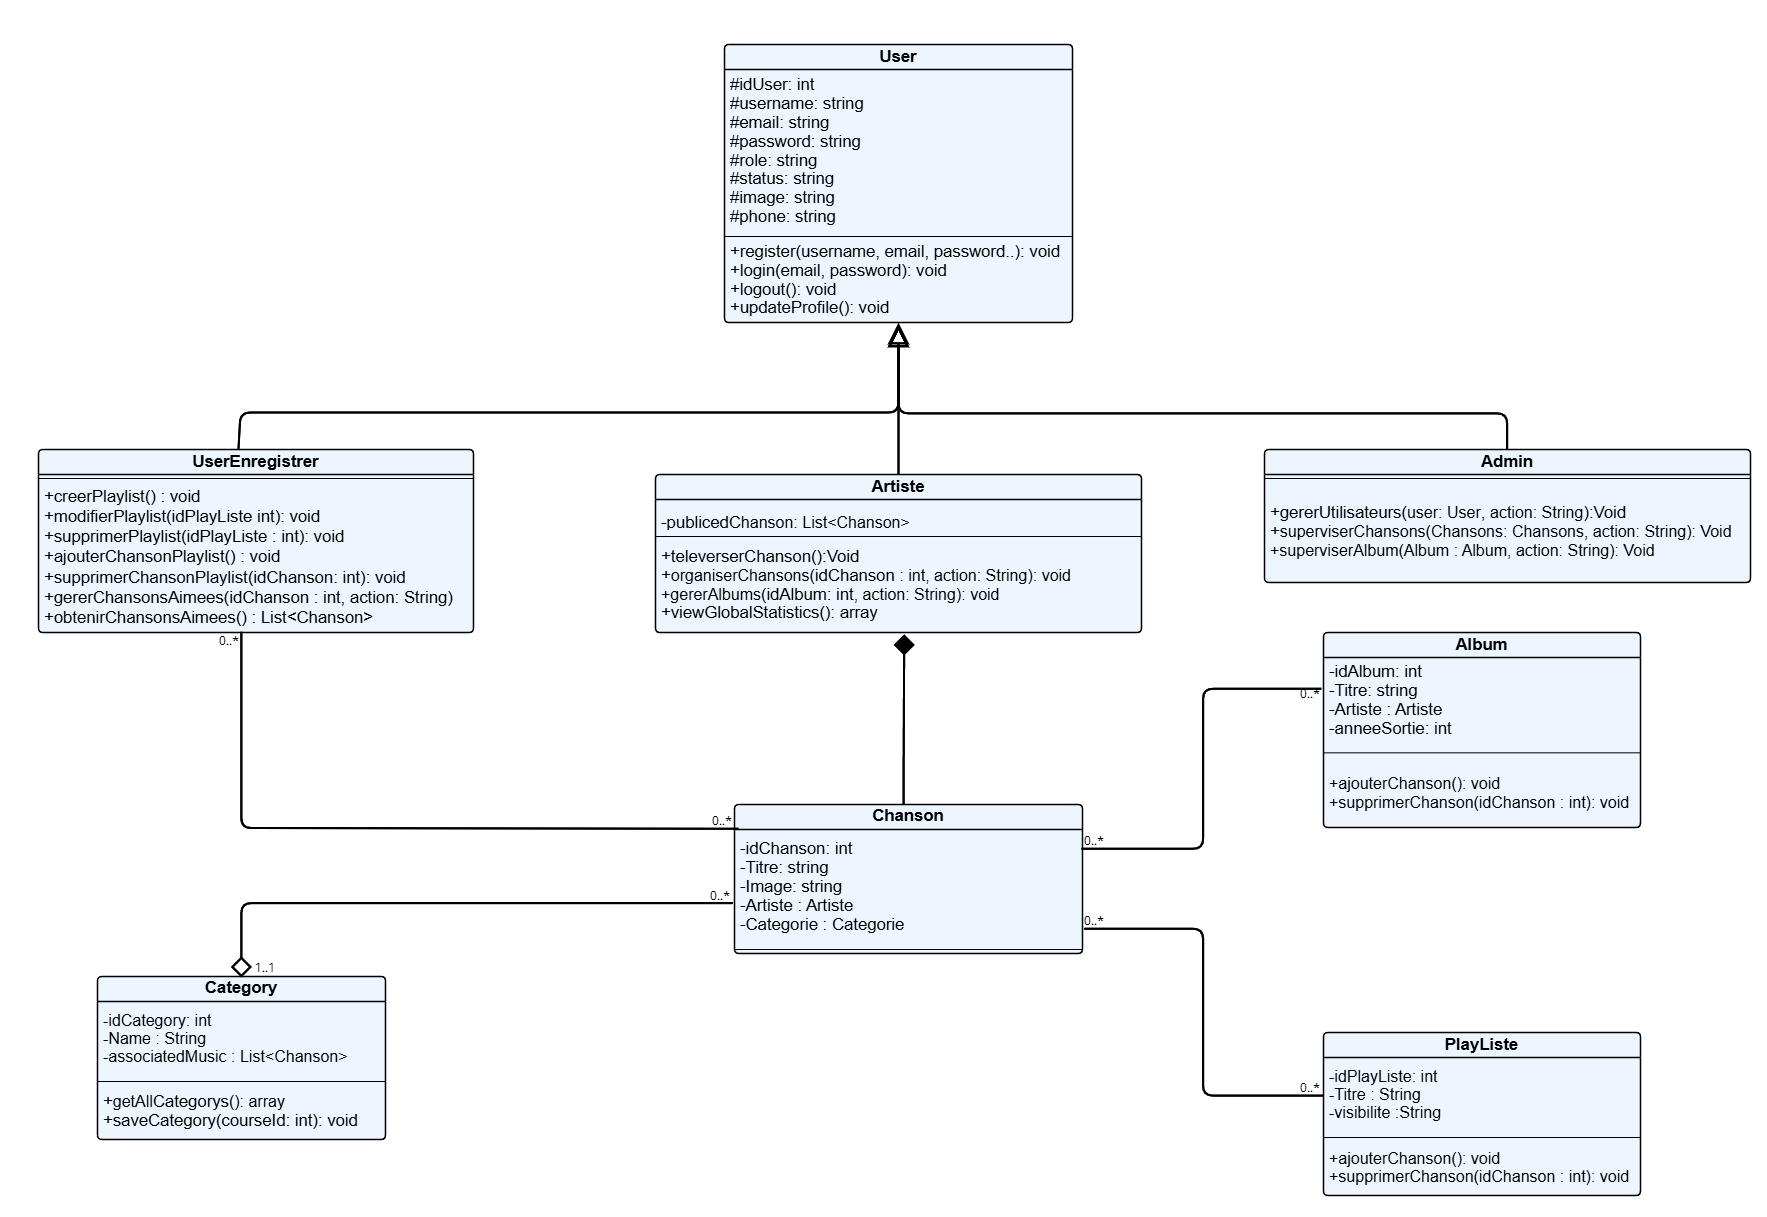 User
#idUser: int
#username: string
#email: string
#password: string
#role: string
#status: string
#image: string
#phone: string
+register(username, email, password..): void
+login(email, password): void
+logout(): void
+updateProfile(): void
UserEnregistrer
+creerPlaylist() : void
+modifierPlaylist(idPlayListe int): void
+supprimerPlaylist(idPlayListe : int): void
+ajouterChansonPlaylist() : void
+supprimerChansonPlaylist(idChanson: int): void
+gererChansonsAimees(idChanson : int, action: String)
+obtenirChansonsAimees() : List<Chanson>
0..*
Artiste
-publicedChanson: List<Chanson>
+televerserChanson():Void
+organiserChansons(idChanson : int, action: String): void
+gererAlbums(idAlbum: int, action: String): void
+viewGlobalStatistics(): array
Admin
+gererUtilisateurs(user: User, action: String):Void
+superviserChansons(Chansons: Chansons, action: String): Void
+superviserAlbum(Album : Album, action: String): Void
Album
-idAlbum: int
-Titre: string
-Artiste : Artiste
-anneeSortie: int
+ajouterChanson(): void
+supprimerChanson(idChanson : int): void
0..*
0..*
Chanson
-idChanson: int
-Titre: string
-Image: string
-Artiste : Artiste
-Categorie : Categorie
0..*
0..*
0..*
1..1
Category
-idCategory: int
-Name : String
-associatedMusic : List<Chanson>
+getAllCategorys(): array
+saveCategory(courseId: int): void
0..*
PlayListe
-idPlayListe: int
-Titre : String
-visibilite :String
+ajouterChanson(): void
+supprimerChanson(idChanson : int): void